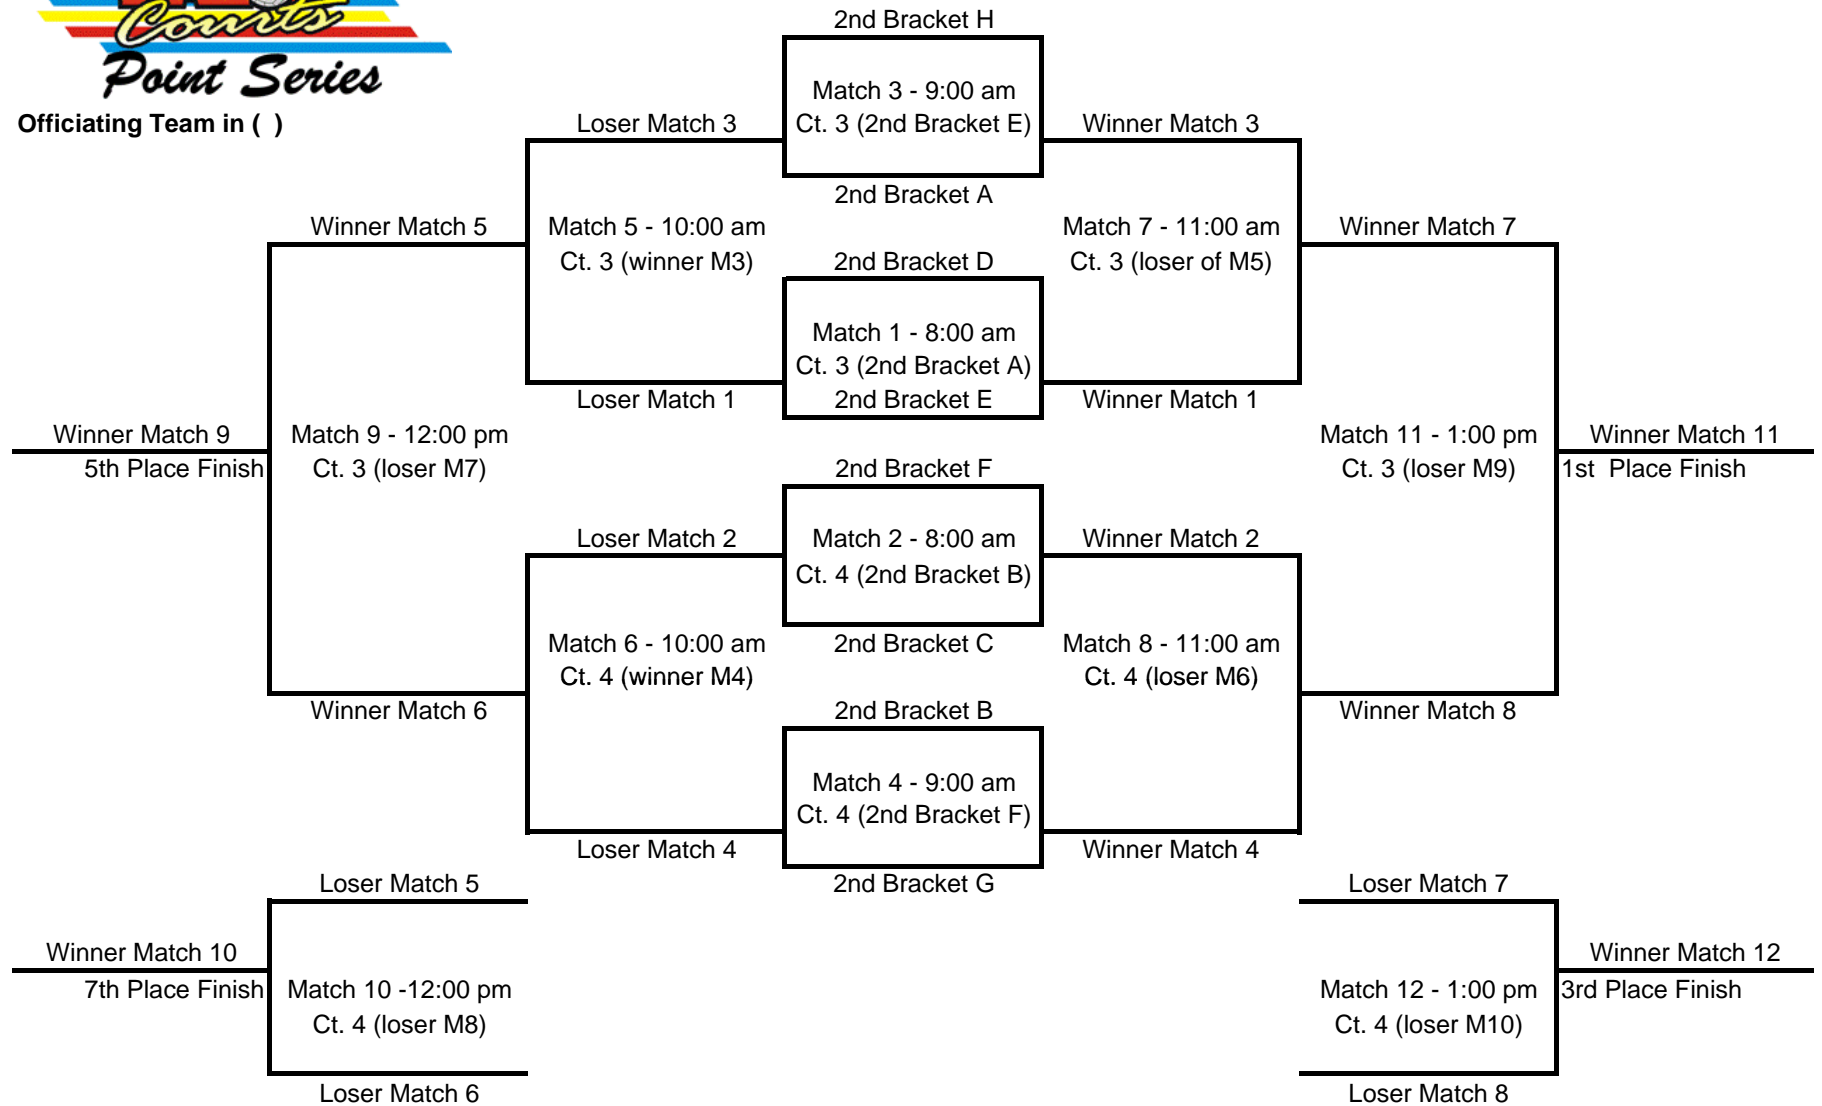 Courts
Point Series
Officiating Team in ( )
2nd Bracket H
Match 3 - 9:00 am
Ct. 3 (2nd Bracket E)
Loser Match 3
Winner Match 3
2nd Bracket A
Winner Match 5
Match 5 - 10:00 am
Ct. 3 (winner M3)
Match 7 - 11:00 am
Ct. 3 (loser of M5)
Winner Match 7
2nd Bracket D
Match 1 - 8:00 am
Ct. 3 (2nd Bracket A)
2nd Bracket E
Loser Match 1
Winner Match 1
Winner Match 9
5th Place Finish
Match 9 - 12:00 pm
Ct. 3 (loser M7)
Match 11 - 1:00 pm
Ct. 3 (loser M9)
Winner Match 11
1st  Place Finish
2nd Bracket F
Loser Match 2
Match 2 - 8:00 am
Ct. 4 (2nd Bracket B)
Winner Match 2
2nd Bracket C
Match 6 - 10:00 am
Ct. 4 (winner M4)
Match 8 - 11:00 am
Ct. 4 (loser M6)
Winner Match 6
2nd Bracket B
Winner Match 8
Match 4 - 9:00 am
Ct. 4 (2nd Bracket F)
Loser Match 4
Winner Match 4
2nd Bracket G
Loser Match 5
Loser Match 7
Winner Match 10
7th Place Finish
Match 10 -12:00 pm
Ct. 4 (loser M8)
Match 12 - 1:00 pm
Ct. 4 (loser M10)
Winner Match 12
3rd Place Finish
Loser Match 6
Loser Match 8